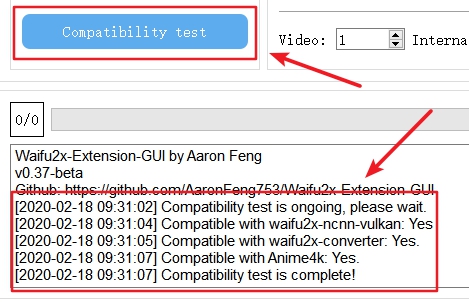 Compatibility test
Video: 1 Interna
0/0
Waifu2x-Extension-GUI by Aaron Feng
v0.37-beta
Github: https://github.com/AaronFeng753/Waifu2x-Extension-GUI
[2020-02-18 09:31:02] Compatibility test is ongoing, please wait.
[2020-02-18 09:31:04] Compatible with waifu2x-ncnn-vulkan: Yes
[2020-02-18 09:31:05] Compatible with waifu2x-converter: Yes.
[2020-02-18 09:31:07] Compatible with Anime4k: Yes.
[2020-02-18 09:31:07] Compatibility test is complete!